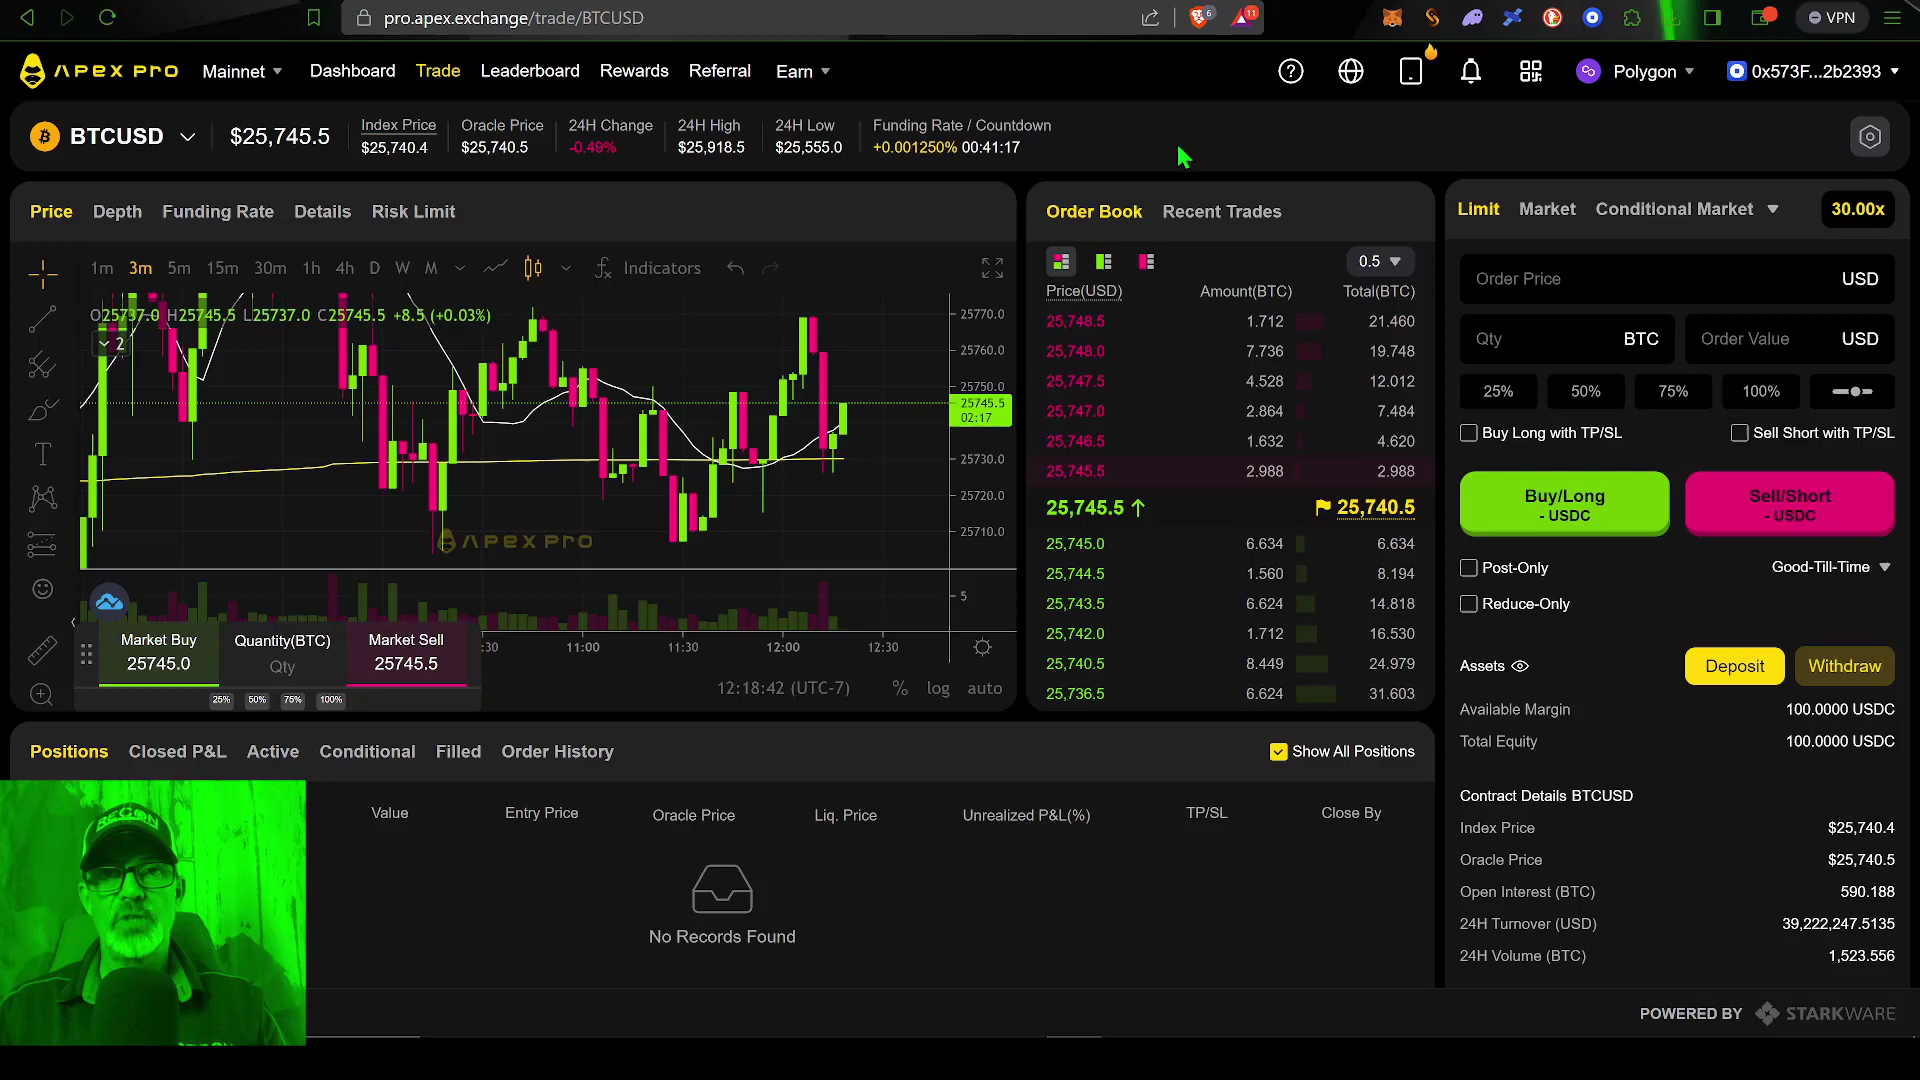 pro.apex.exchange/trade/BTCUSD
6
11
VPN
APEX PRO
Mainnet
Dashboard
Trade
Leaderboard
Rewards
Referral
Earn
Polygon
0x573F...2b2393
BTCUSD
$25,745.5
Index Price
$25,740.4
Oracle Price
$25,740.5
24H Change
-0.49%
24H High
$25,918.5
24H Low
$25,555.0
Funding Rate / Countdown
+0.001250% 00:41:17
Price
Depth
Funding Rate
Details
Risk Limit
1m
3m
5m
15m
30m
1h
4h
D
W
M
Indicators
O25737.0 H25745.5 L25737.0 C25745.5 +8.5 (+0.03%)
2
25770.0
25760.0
25750.0
25745.5
02:17
25730.0
25720.0
25710.0
5
APEX PRO
Market Buy
25745.0
Quantity(BTC)
Qty
Market Sell
25745.5
25%
50%
75%
100%
:30
11:00
11:30
12:00
12:30
12:18:42 (UTC-7)
%
log
auto
Order Book
Recent Trades
0.5
Price(USD) Amount(BTC) Total(BTC)
25,748.5 1.712 21.460
25,748.0 7.736 19.748
25,747.5 4.528 12.012
25,747.0 2.864 7.484
25,746.5 1.632 4.620
25,745.5 2.988 2.988
25,745.5 25,740.5
25,745.0 6.634 6.634
25,744.5 1.560 8.194
25,743.5 6.624 14.818
25,742.0 1.712 16.530
25,740.5 8.449 24.979
25,736.5 6.624 31.603
Limit
Market
Conditional Market
30.00x
Order Price USD
Qty BTC
Order Value USD
25%
50%
75%
100%
Buy Long with TP/SL
Sell Short with TP/SL
Buy/Long
- USDC
Sell/Short
- USDC
Post-Only
Good-Till-Time
Reduce-Only
Assets
Deposit
Withdraw
Available Margin 100.0000 USDC
Total Equity 100.0000 USDC
Contract Details BTCUSD
Index Price $25,740.4
Oracle Price $25,740.5
Open Interest (BTC) 590.188
24H Turnover (USD) 39,222,247.5135
24H Volume (BTC) 1,523.556
Positions
Closed P&L
Active
Conditional
Filled
Order History
Show All Positions
Value
Entry Price
Oracle Price
Liq. Price
Unrealized P&L(%)
TP/SL
Close By
No Records Found
POWERED BY STARKWARE